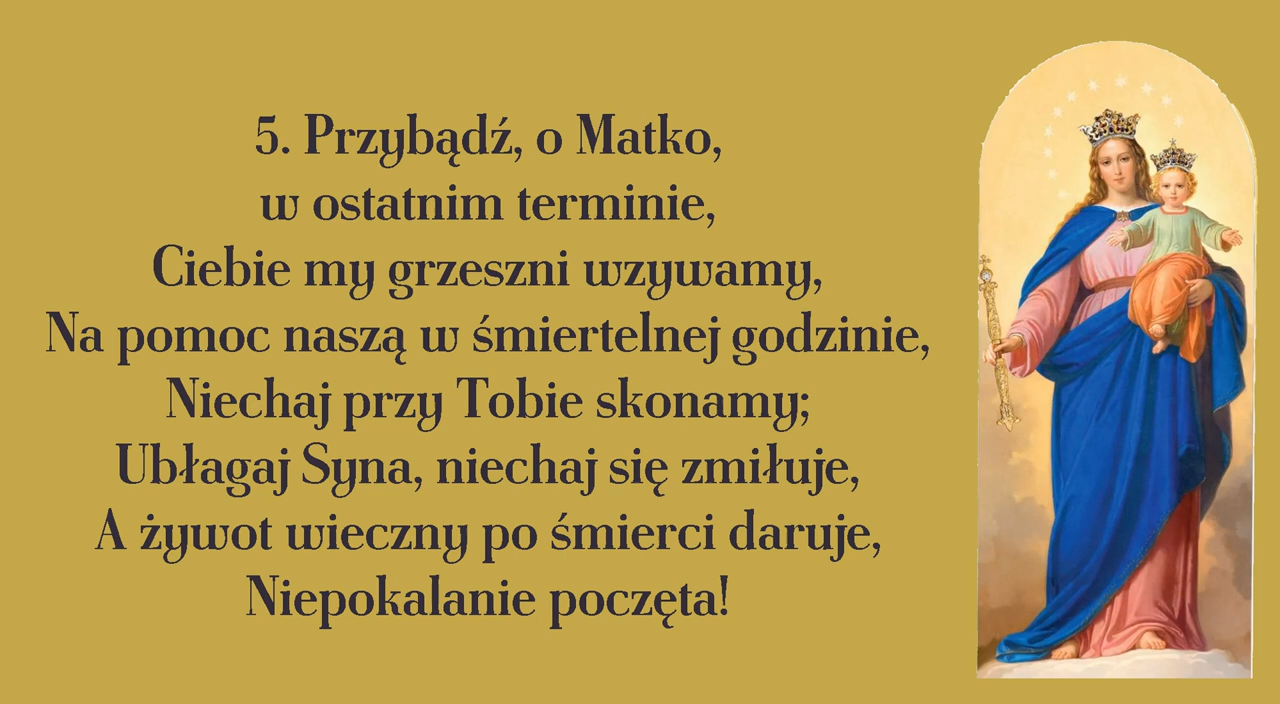 5. Przybądź, o Matko,
w ostatnim terminie,
Ciebie my grzeszni wzywamy,
Na pomoc naszą w śmiertelnej godzinie,
Niechaj przy Tobie skonamy;
Ubłagaj Syna, niechaj się zmiłuje,
A żywot wieczny po śmierci daruje,
Niepokalanie poczęta!